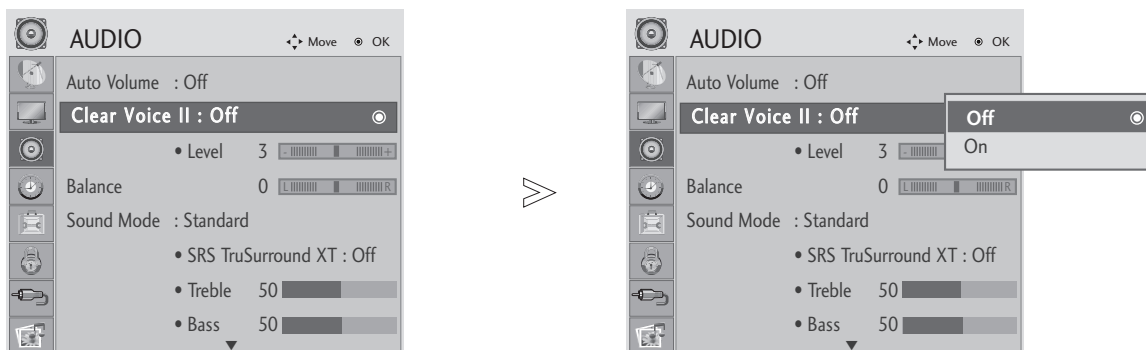 AUDIO
Move
OK
Auto Volume : Off
Clear Voice II : Off
• Level 3 - +
Balance 0 L R
Sound Mode : Standard
• SRS TruSurround XT : Off
• Treble 50
• Bass 50
AUDIO
Move
OK
Auto Volume : Off
Clear Voice II : Off
• Level 3 -
Balance 0 L R
Sound Mode : Standard
• SRS TruSurround XT : Off
• Treble 50
• Bass 50
Off
On